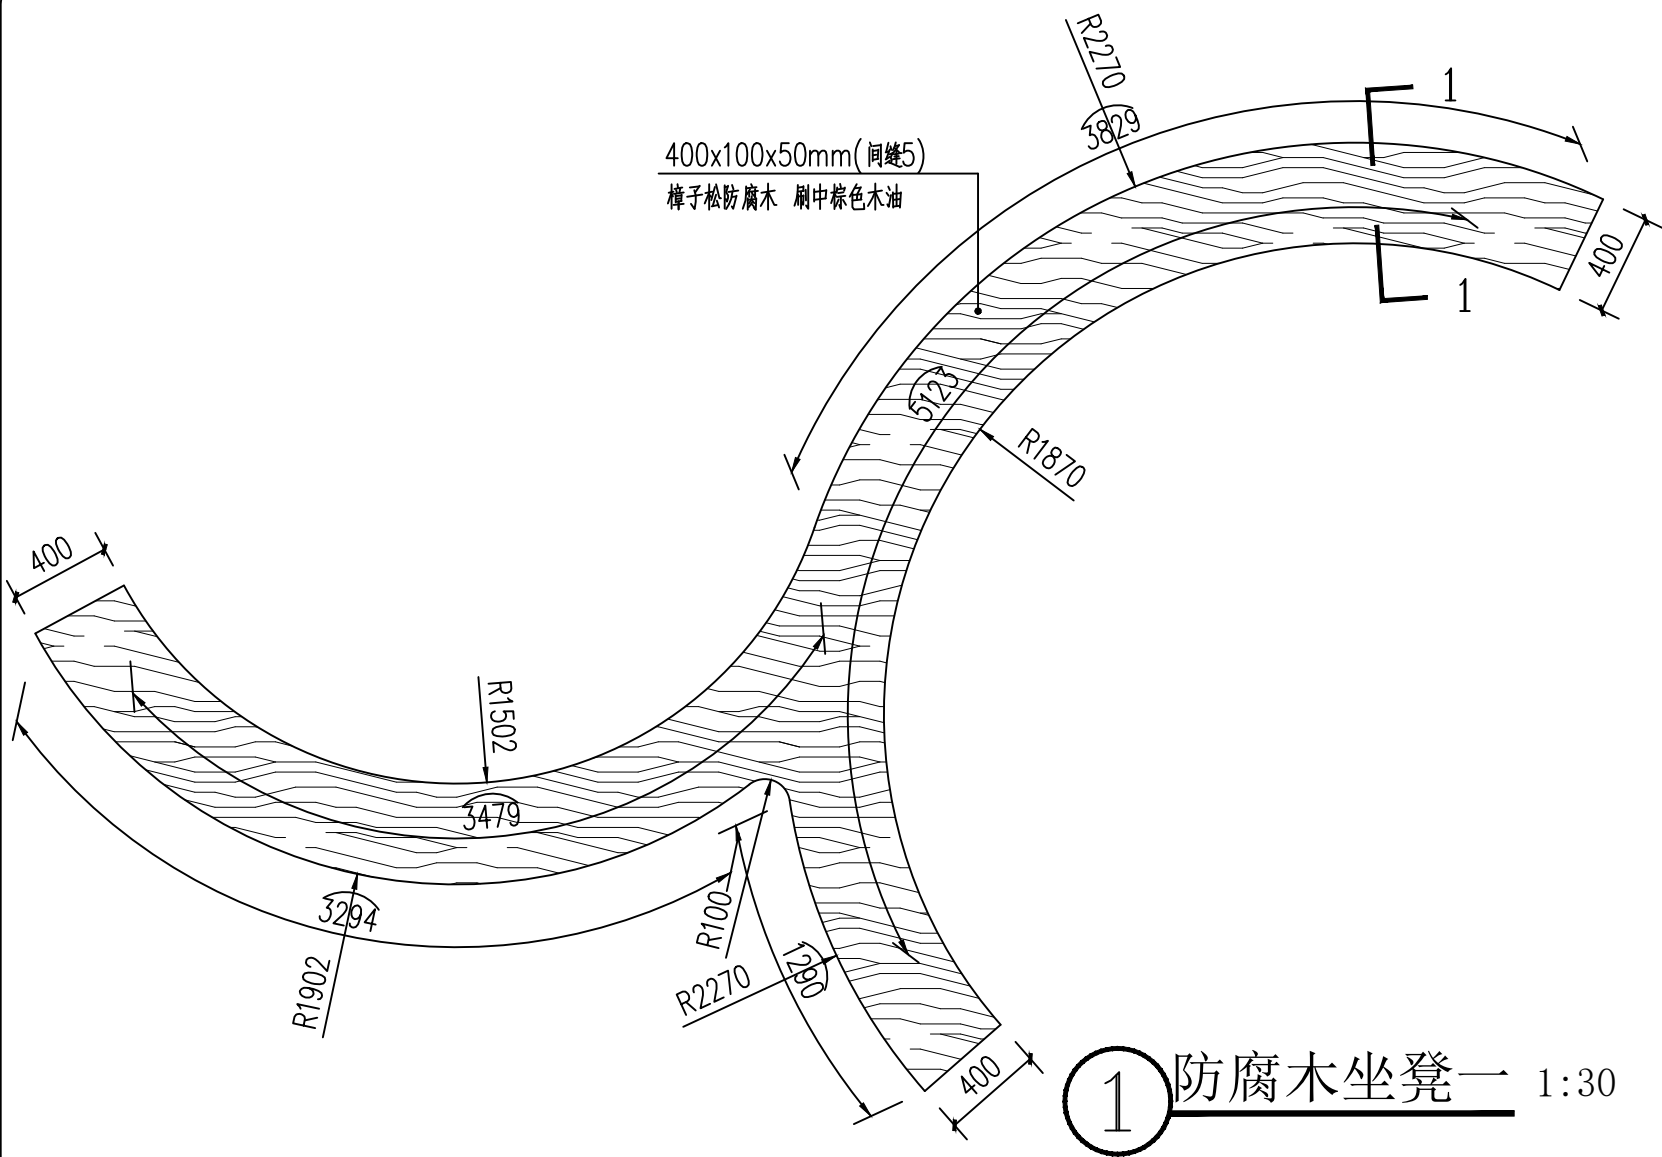 R2270
3829
1
400x100x50mm(间缝5)
樟子松防腐木 刷中棕色木油
400
1
5123
R1870
400
R1502
3479
3294
R1902
R100
R2270
1290
400
1
防腐木坐凳一 1:30